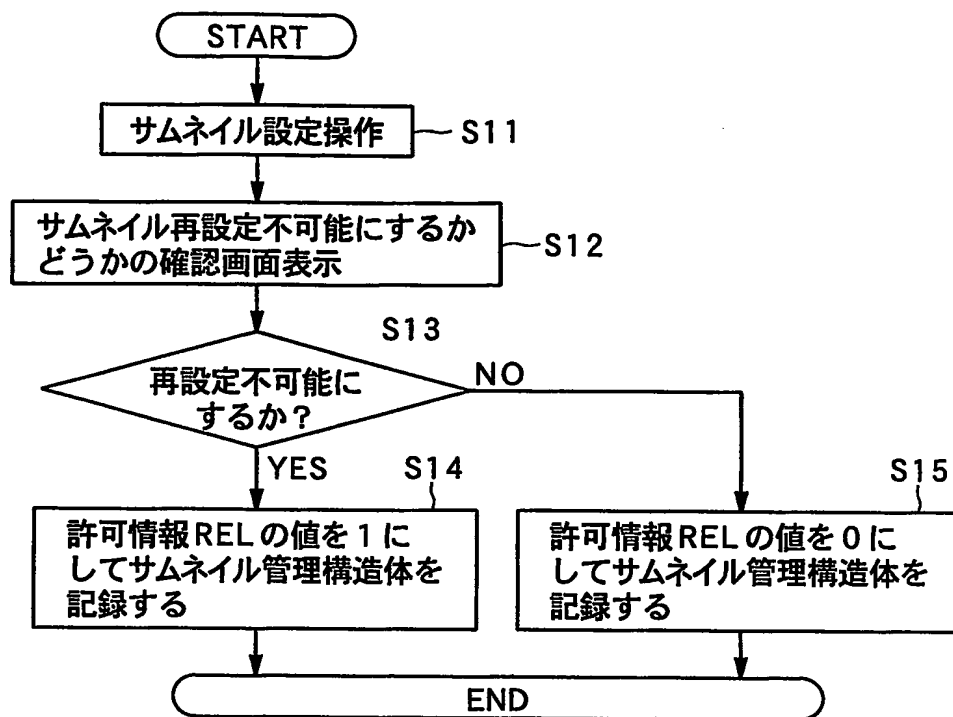 START
サムネイル設定操作
S11
サムネイル再設定不可能にするか
どうかの確認画面表示
S12
S13
再設定不可能に
するか？
NO
YES
S14
許可情報RELの値を1に
してサムネイル管理構造体を
記録する
S15
許可情報RELの値を0に
してサムネイル管理構造体を
記録する
END